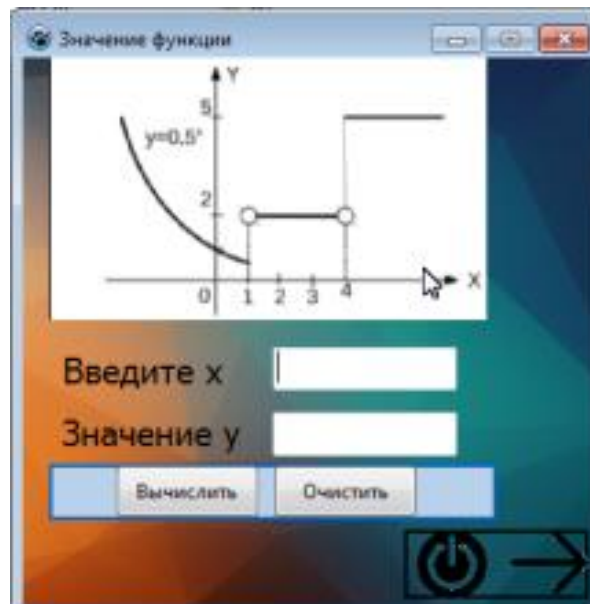 Значение функции
Y
5
y=0,5ˣ
2
0 1 2 3 4 X
Введите x
Значение y
Вычислить Очистить